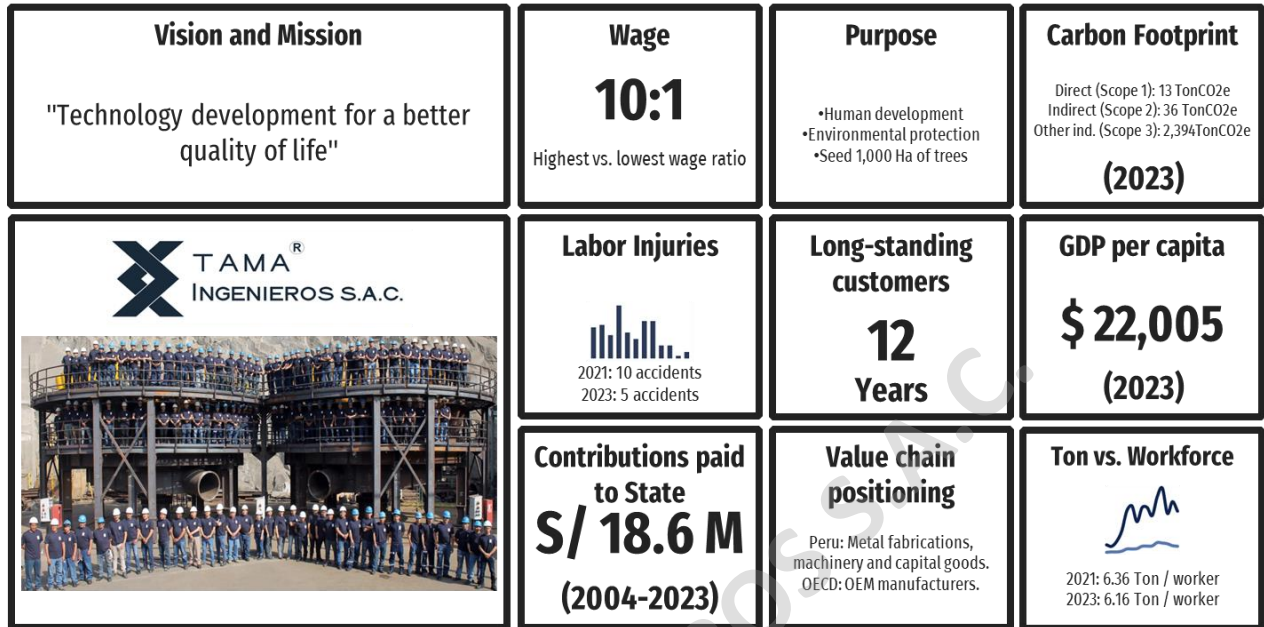 Vision and Mission
"Technology development for a better
quality of life"
Wage
10:1
Highest vs. lowest wage ratio
Purpose
•Human development
•Environmental protection
•Seed 1,000 Ha of trees
Carbon Footprint
Direct (Scope 1): 13 TonCO2e
Indirect (Scope 2): 36 TonCO2e
Other ind. (Scope 3): 2,394TonCO2e
(2023)
TAMA®
INGENIEROS S.A.C.
Labor Injuries
2021: 10 accidents
2023: 5 accidents
Long-standing
customers
12
Years
GDP per capita
$ 22,005
(2023)
Contributions paid
to State
S/ 18.6 M
(2004-2023)
Value chain
positioning
Peru: Metal fabrications,
machinery and capital goods.
OECD: OEM manufacturers.
Ton vs. Workforce
2021: 6.36 Ton / worker
2023: 6.16 Ton / worker
OS S.A.C.